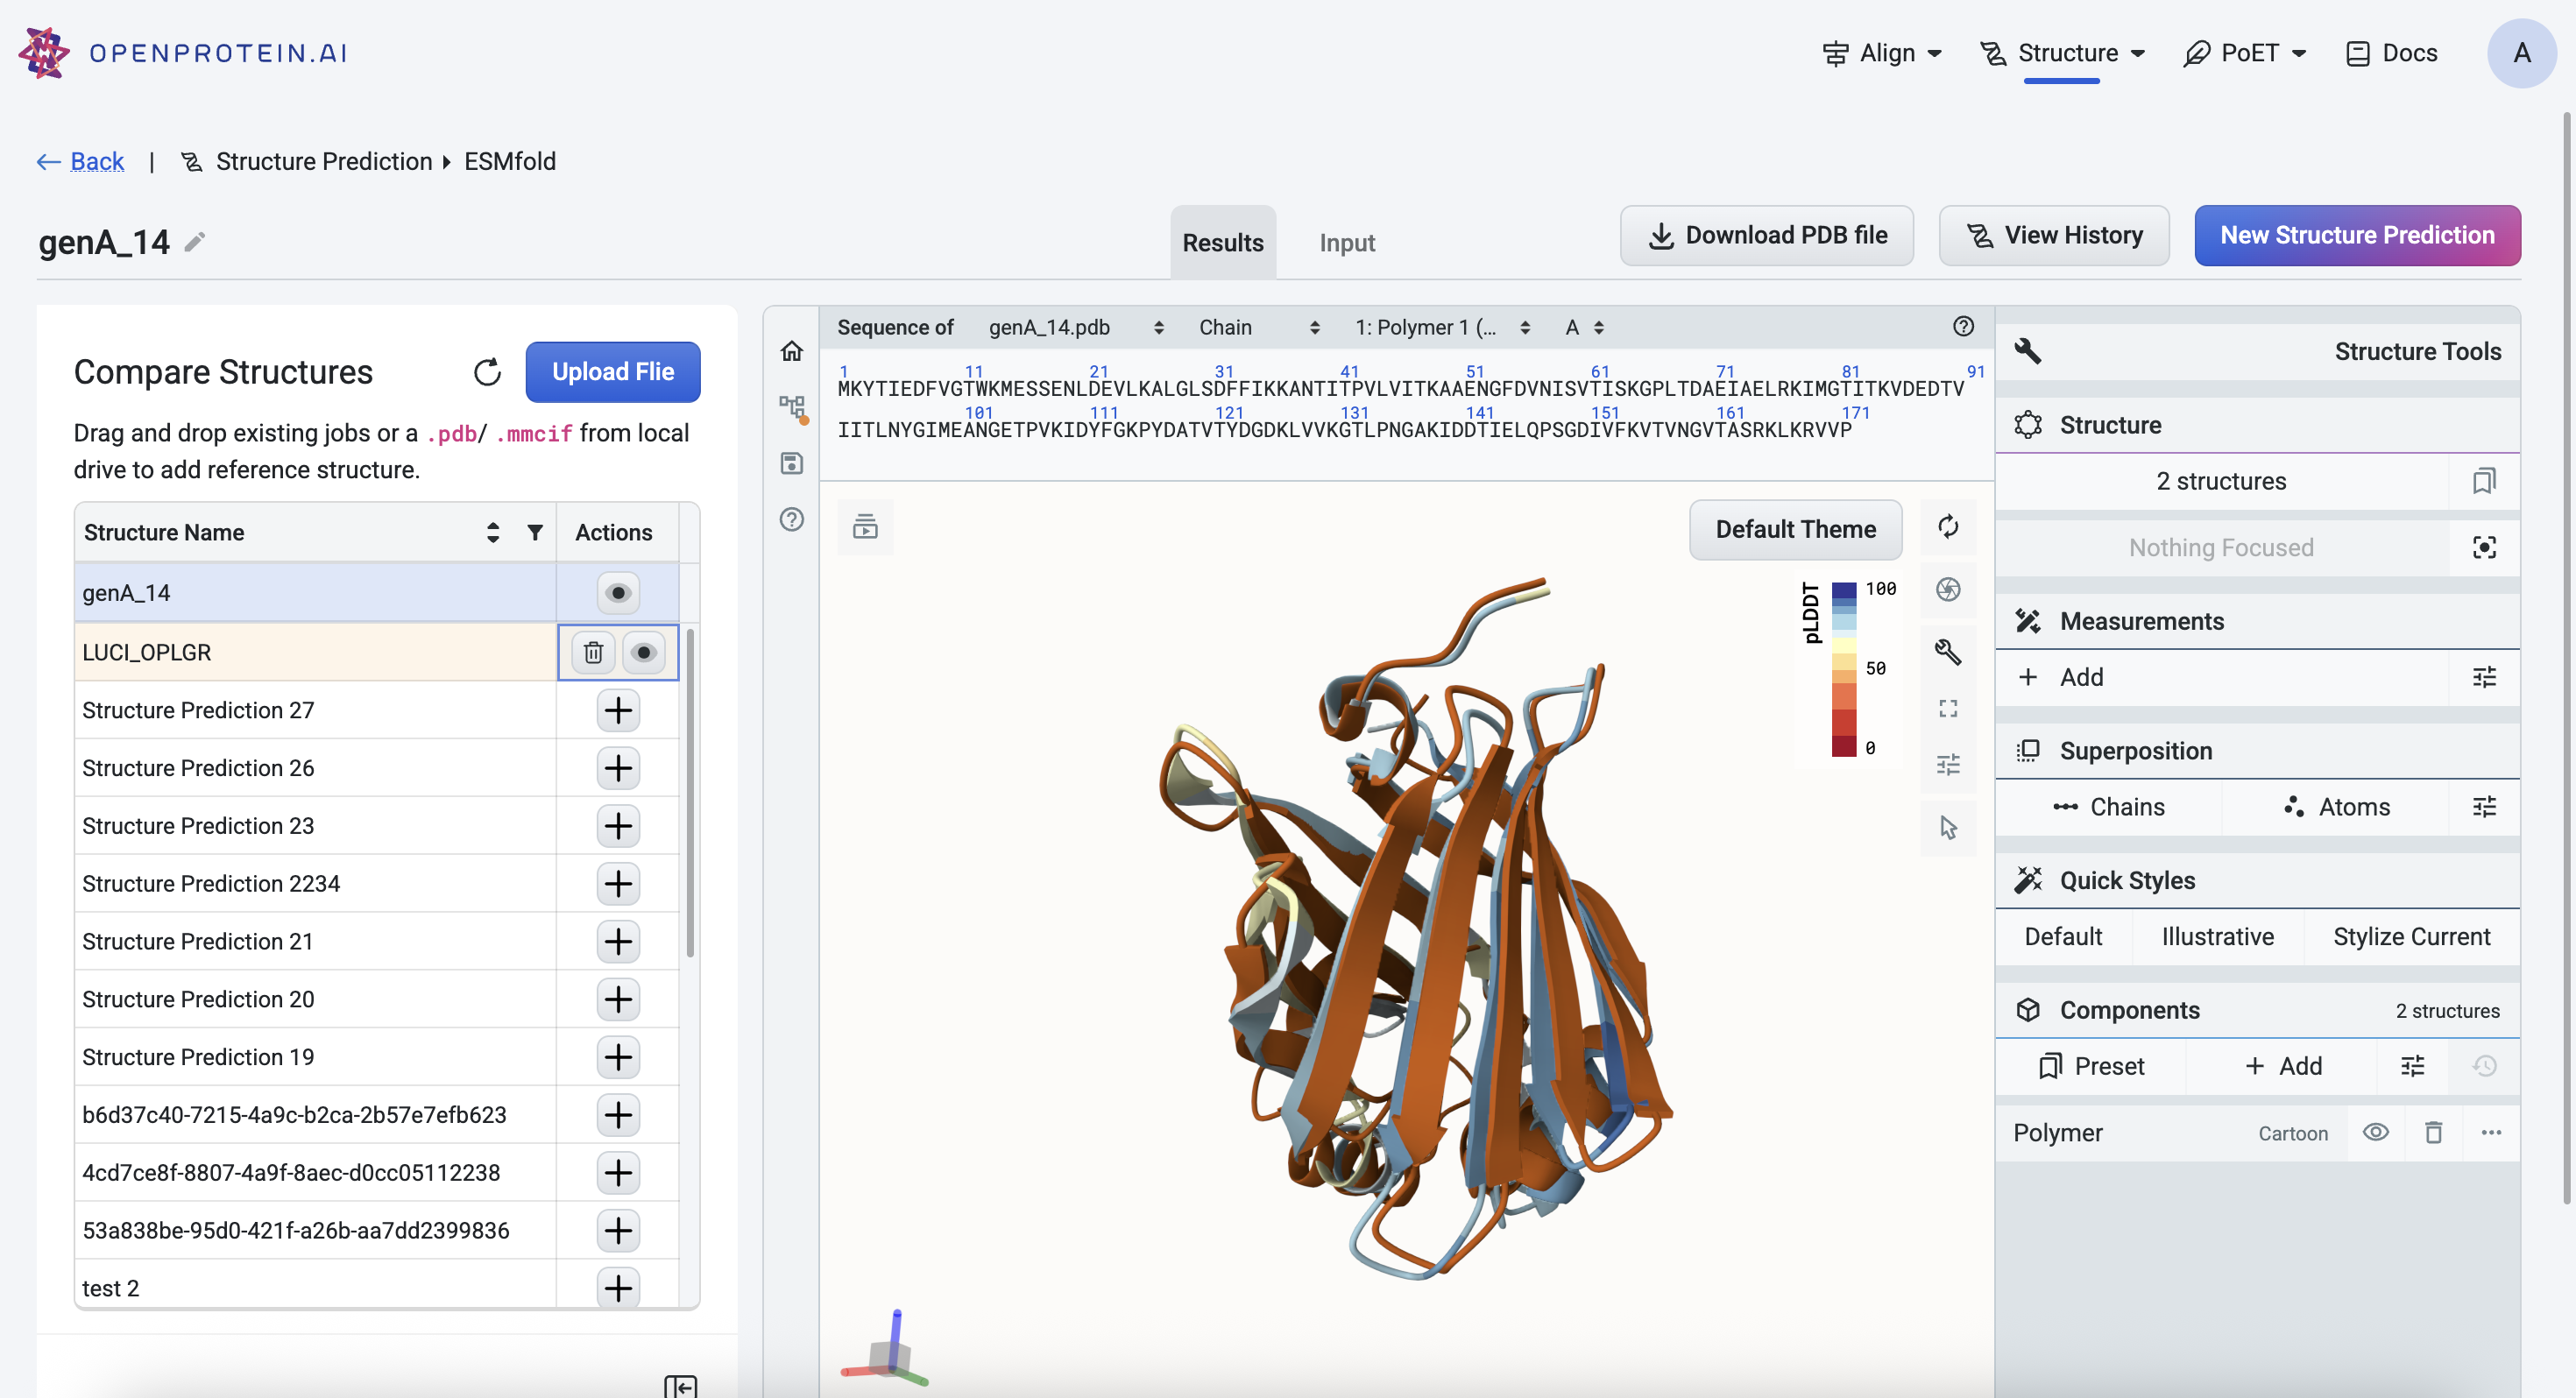 OPENPROTEIN.AI
Align
Structure
PoET
Docs
A
Back | Structure Prediction ESMfold
genA_14
Results
Input
Download PDB file
View History
New Structure Prediction
Compare Structures
Upload Flie
Drag and drop existing jobs or a .pdb/ .mmcif from local
drive to add reference structure.
Structure Name
Actions
genA_14
LUCI_OPLGR
Structure Prediction 27
Structure Prediction 26
Structure Prediction 23
Structure Prediction 2234
Structure Prediction 21
Structure Prediction 20
Structure Prediction 19
b6d37c40-7215-4a9c-b2ca-2b57e7efb623
4cd7ce8f-8807-4a9f-8aec-d0cc05112238
53a838be-95d0-421f-a26b-aa7dd2399836
test 2
Sequence of genA_14.pdb Chain 1: Polymer 1 (... A
1 11 21 31 41 51 61 71 81 91
MKYTIEDFVGTWKMESSENLDEVLKALGLSDFFIKKANTITPVLVITKAAENGFDVNISVTISKGPLTDAEIAELRKIMGTITKVDEDTV
101 111 121 131 141 151 161 171
IITLNYGIMEANGETPVKIDYFGKPYDATVTYDGDKLVVKGTLPNGAKIDDTIELQPSGDIVFKVTVNGVTASRKLKRVVP
Default Theme
pLDDT
100
50
0
Structure Tools
Structure
2 structures
Nothing Focused
Measurements
Add
Superposition
Chains
Atoms
Quick Styles
Default
Illustrative
Stylize Current
Components
2 structures
Preset
Add
Polymer
Cartoon